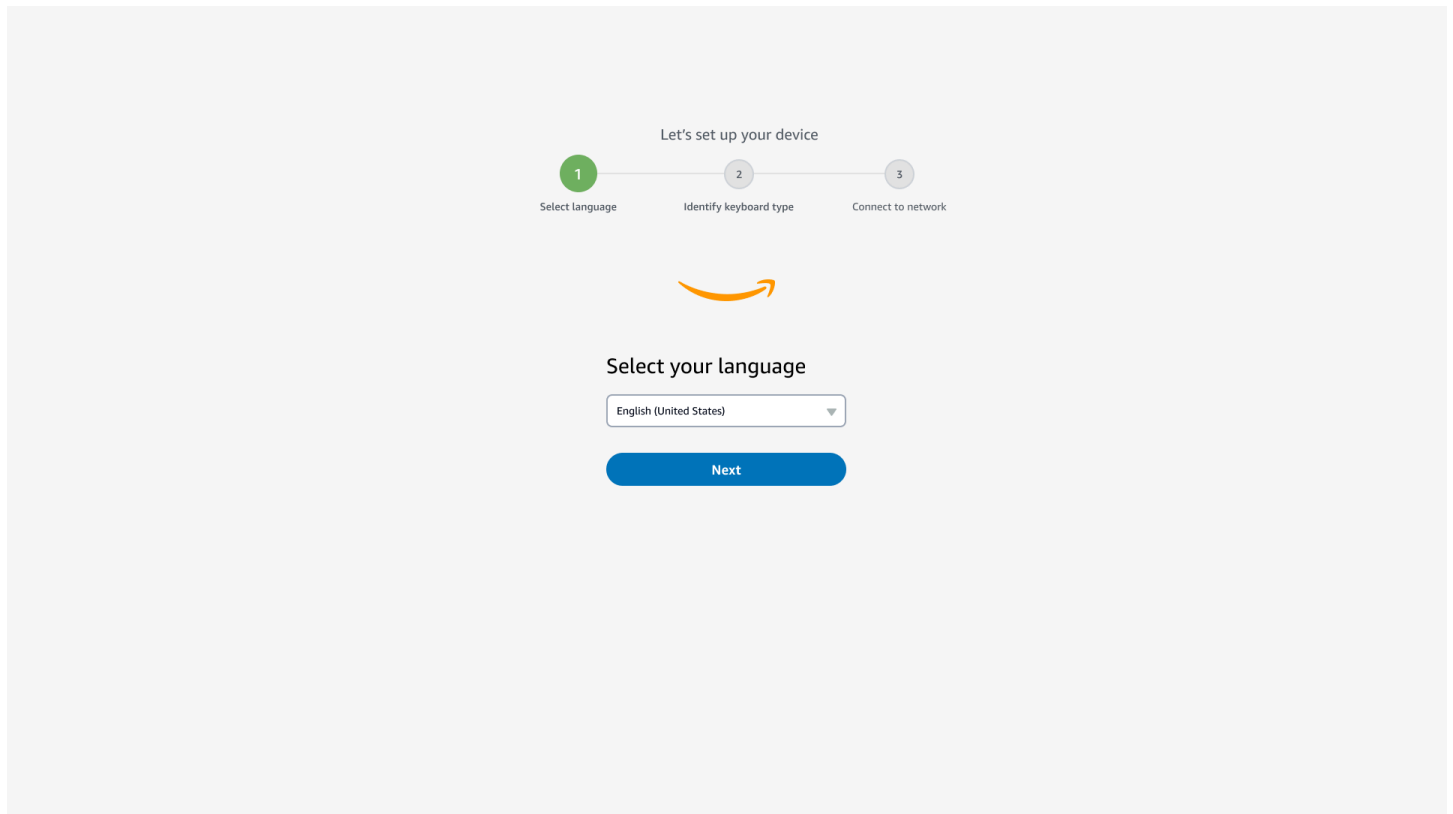 Let's set up your device
1
2
3
Select language
Identify keyboard type
Connect to network
Select your language
English (United States)
Next